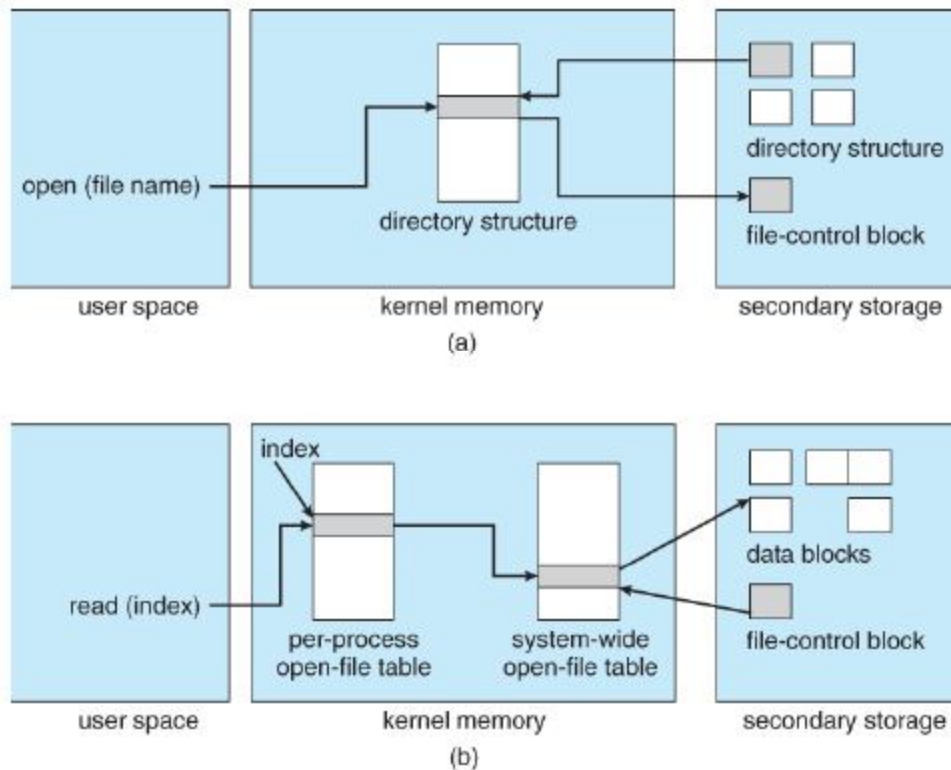 open (file name)
directory structure
directory structure
file-control block
user space
kernel memory
secondary storage
(a)
index
read (index)
per-process
open-file table
system-wide
open-file table
data blocks
file-control block
user space
kernel memory
secondary storage
(b)